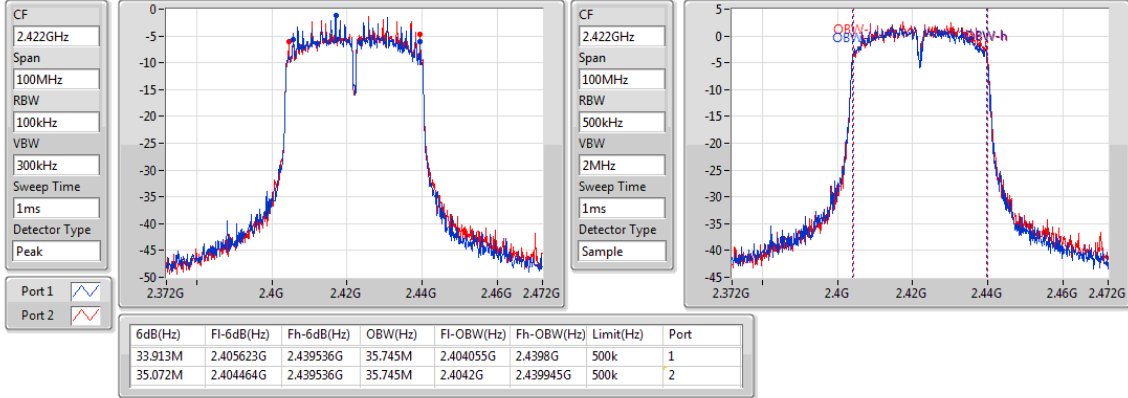 CF
2.422GHz
Span
100MHz
RBW
100kHz
VBW
300kHz
Sweep Time
1ms
Detector Type
Peak
0
-5
-10
-15
-20
-25
-30
-35
-40
-45
-50
2.372G 2.4G 2.42G 2.44G 2.46G 2.472G
Port 1
Port 2
CF
2.422GHz
Span
100MHz
RBW
500kHz
VBW
2MHz
Sweep Time
1ms
Detector Type
Sample
5
0
-5
-10
-15
-20
-25
-30
-35
-40
-45
OBW-l
OBW-l
OBW-h
2.372G 2.4G 2.42G 2.44G 2.46G 2.472G
6dB(Hz) Fl-6dB(Hz) Fh-6dB(Hz) OBW(Hz) Fl-OBW(Hz) Fh-OBW(Hz) Limit(Hz) Port
33.913M 2.405623G 2.439536G 35.745M 2.404055G 2.4398G 500k 1
35.072M 2.404464G 2.439536G 35.745M 2.4042G 2.439945G 500k 2